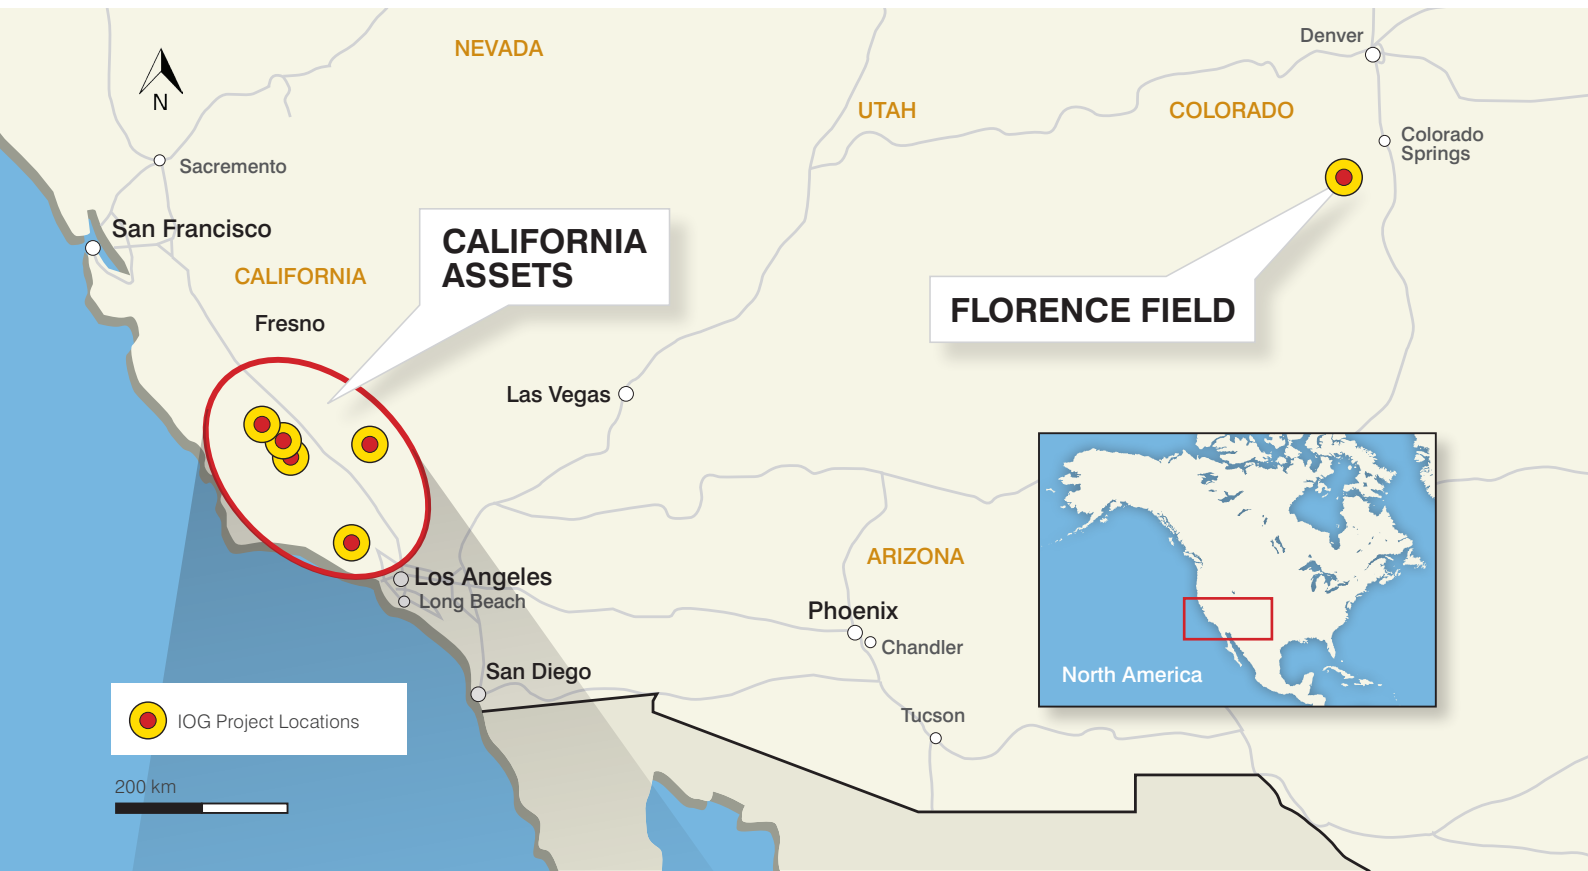 NEVADA
Denver
UTAH
COLORADO
N
Colorado
Springs
Sacremento
San Francisco
CALIFORNIA
ASSETS
CALIFORNIA
FLORENCE FIELD
Fresno
Las Vegas
ARIZONA
Los Angeles
Long Beach
Phoenix
Chandler
San Diego
North America
Tucson
IOG Project Locations
200 km